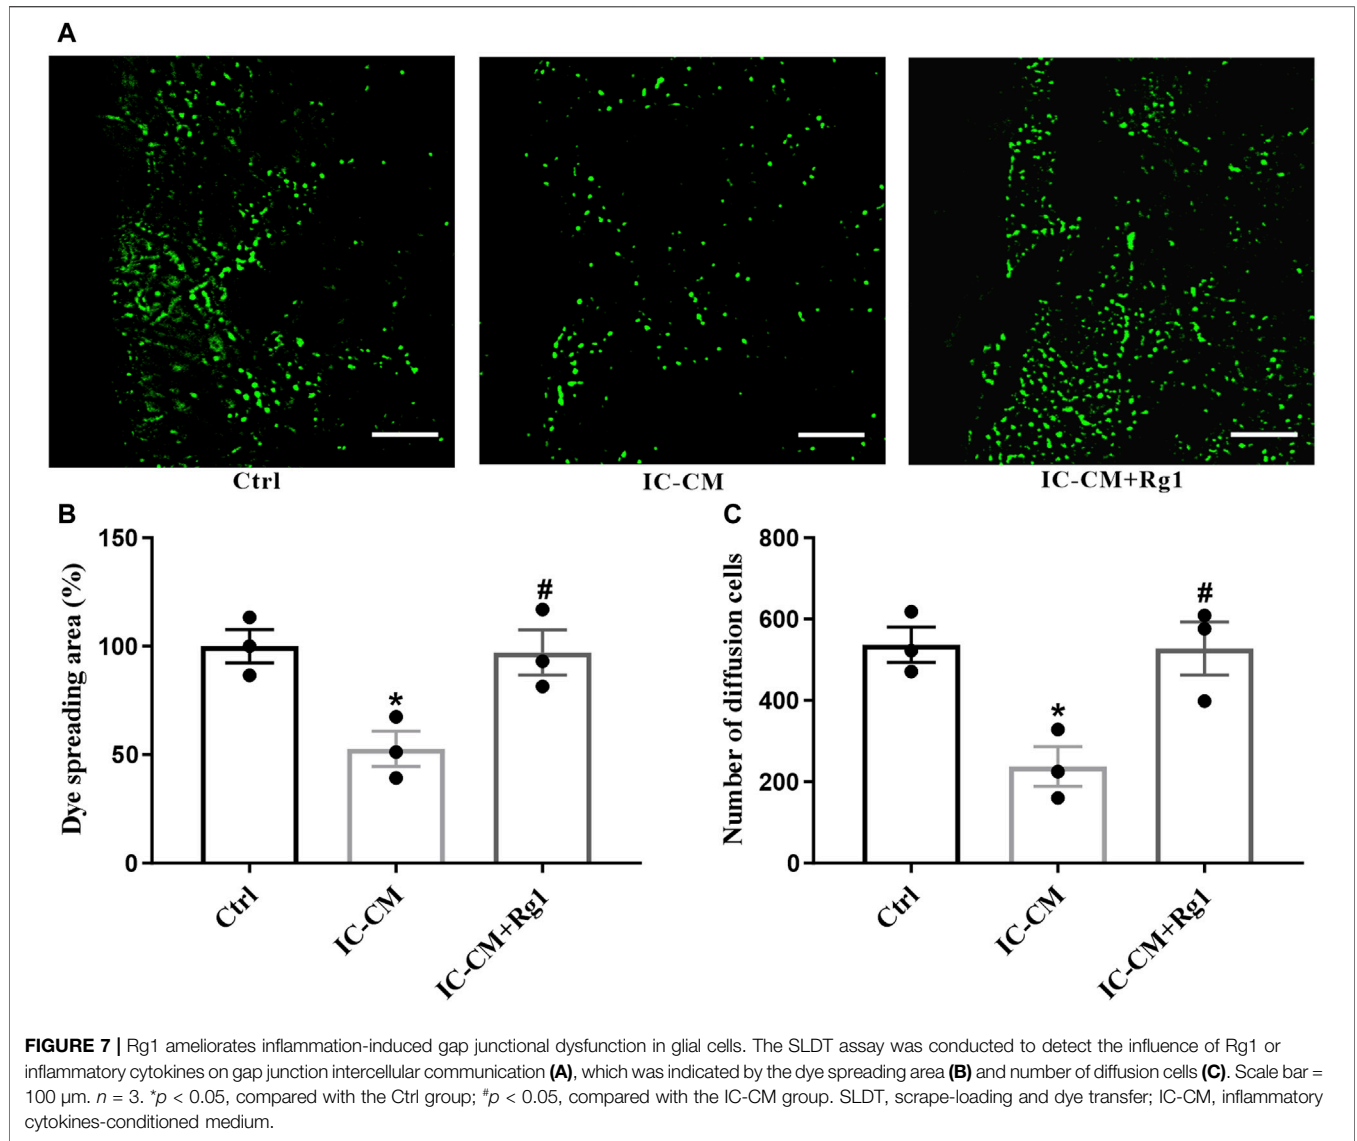 A
Ctrl
IC-CM
IC-CM+Rg1
B
150
100
50
0
Dye spreading area (%)
*
#
Ctrl
IC-CM
IC-CM+Rg1
C
800
600
400
200
0
Number of diffusion cells
*
#
Ctrl
IC-CM
IC-CM+Rg1
FIGURE 7 | Rg1 ameliorates inflammation-induced gap junctional dysfunction in glial cells. The SLDT assay was conducted to detect the influence of Rg1 or
inflammatory cytokines on gap junction intercellular communication (A), which was indicated by the dye spreading area (B) and number of diffusion cells (C). Scale bar =
100 μm. n = 3. *p < 0.05, compared with the Ctrl group; #p < 0.05, compared with the IC-CM group. SLDT, scrape-loading and dye transfer; IC-CM, inflammatory
cytokines-conditioned medium.